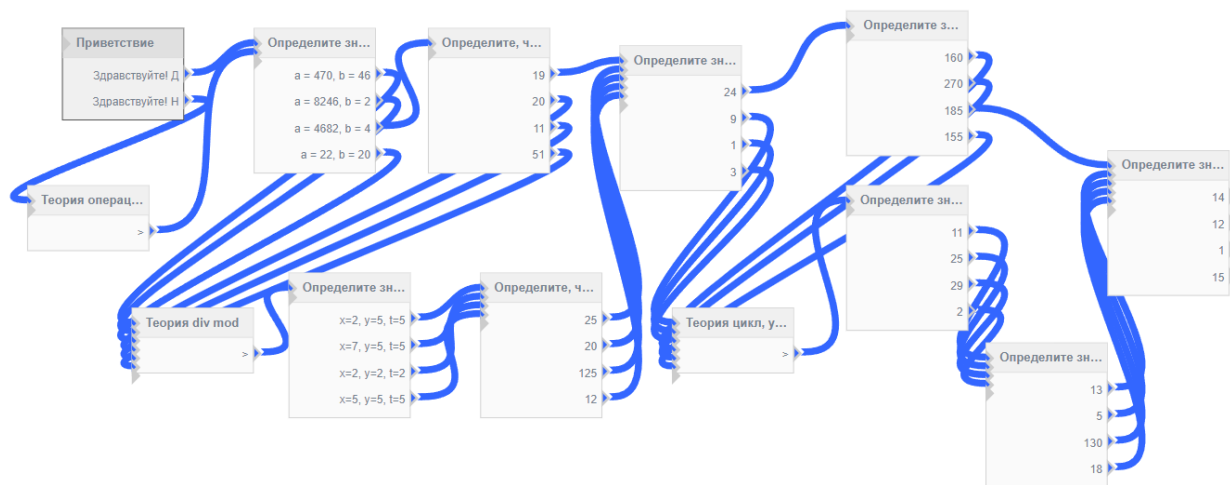 Приветствие
Здравствуйте! Д
Здравствуйте! Н
Определите зн...
a = 470, b = 46
a = 8246, b = 2
a = 4682, b = 4
a = 22, b = 20
Определите, ч...
19
20
11
51
Определите зн...
24
9
1
3
Определите з...
160
270
185
155
Теория операц...
>
Теория div mod
>
Определите зн...
x=2, y=5, t=5
x=7, y=5, t=5
x=2, y=2, t=2
x=5, y=5, t=5
Определите, ч...
25
20
125
12
Теория цикл, у...
>
Определите зн...
11
25
29
2
Определите зн...
13
5
130
18
Определите зн...
14
12
1
15